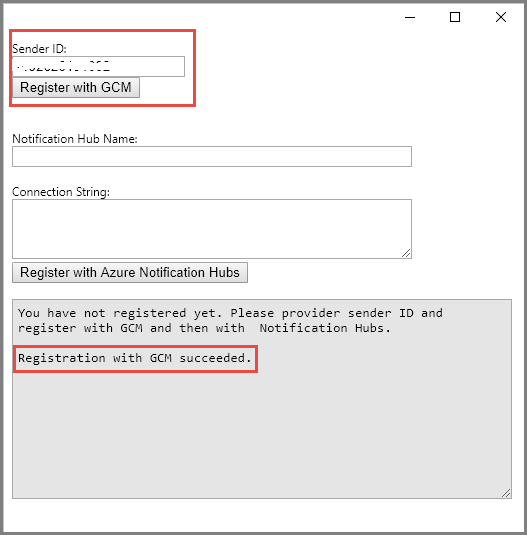 Sender ID:
Register with GCM
Notification Hub Name:
Connection String:
Register with Azure Notification Hubs
You have not registered yet. Please provider sender ID and
register with GCM and then with  Notification Hubs.
Registration with GCM succeeded.